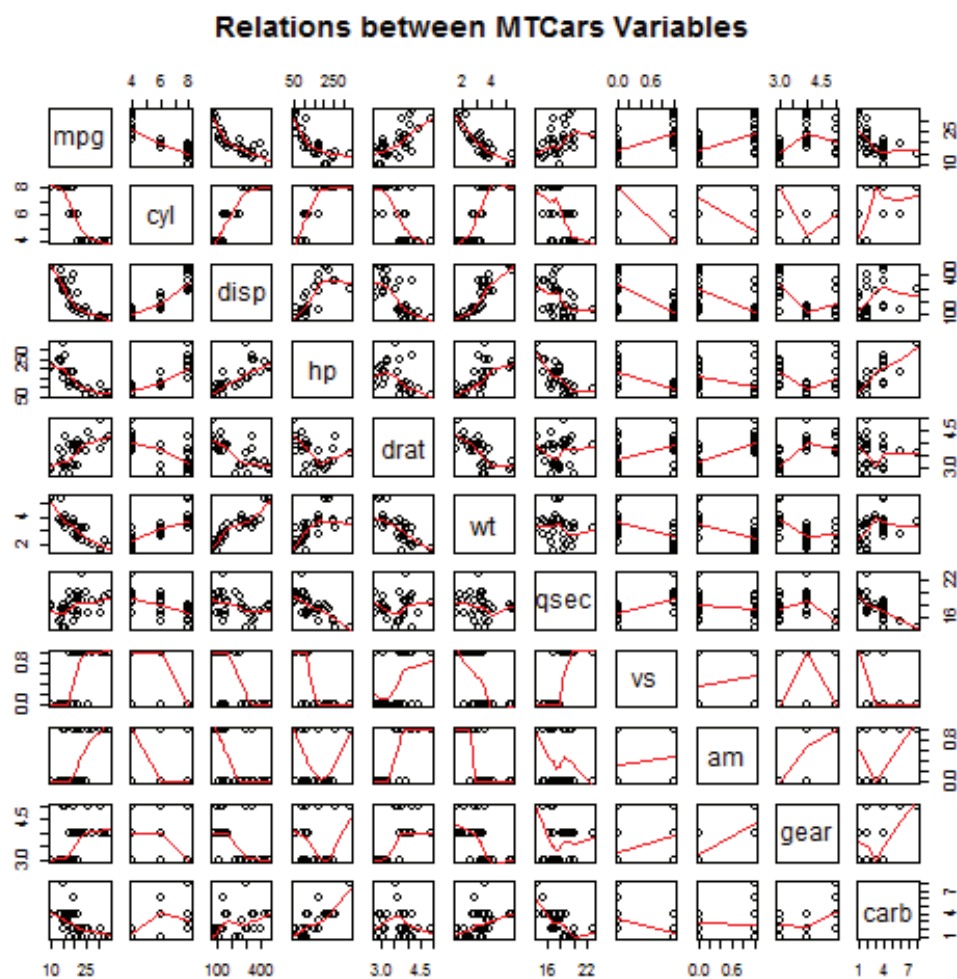 Relations between MTCars Variables
4 6 8 50 250 2 4 0.0 0.6 3.0 4.5
mpg
10 25
4 6 8
cyl
disp
100 400
50 250
hp
drat
3.0 4.5
2 4
wt
qsec
16 22
0.0 0.8
vs
am
0.0 0.8
3.0 4.5
gear
carb
1 4 7
10 25 100 400 3.0 4.5 16 22 0.0 0.6 1 4 7